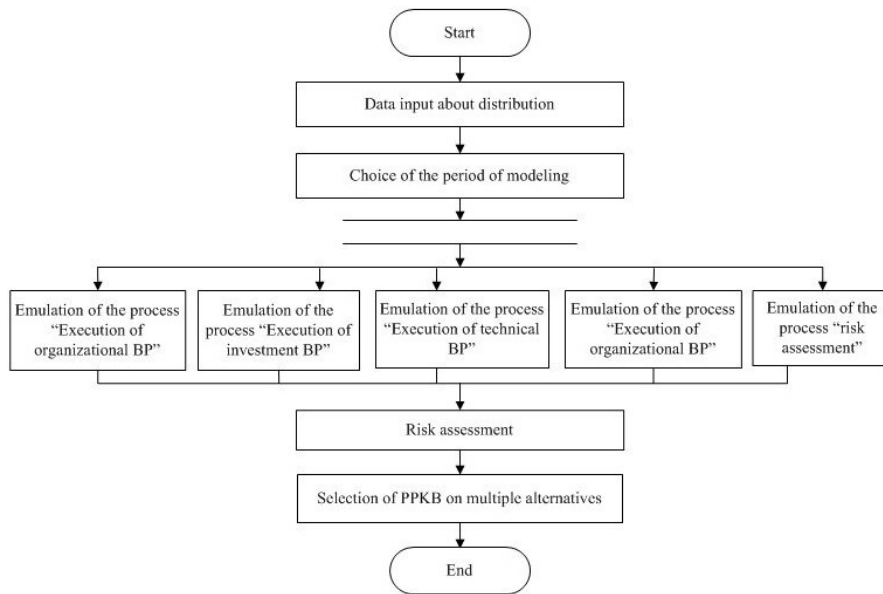 Start
Data input about distribution
Choice of the period of modeling
Emulation of the process
“Execution of
organizational BP”
Emulation of the
process “Execution of
investment BP”
Emulation of the process
“Execution of technical
BP”
Emulation of the process
“Execution of
organizational BP”
Emulation of the
process “risk
assessment”
Risk assessment
Selection of PPKB on multiple alternatives
End